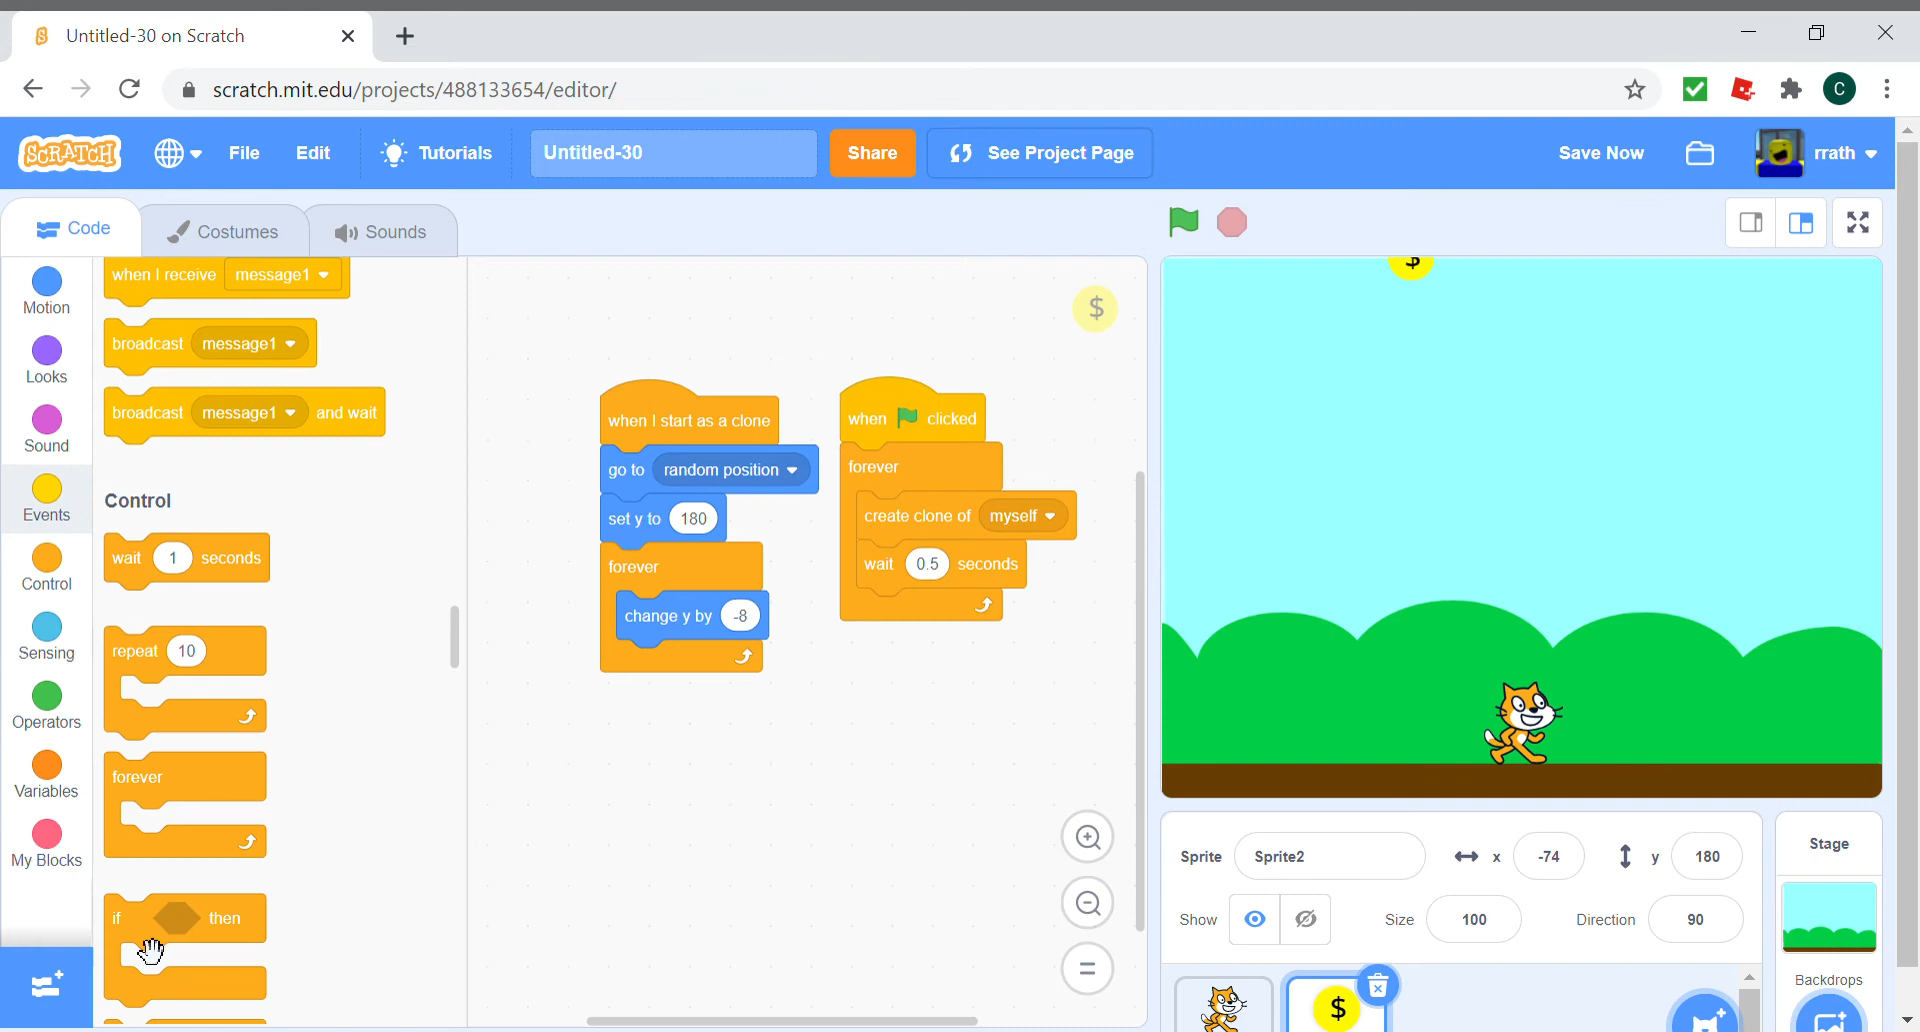 Untitled-30 on Scratch
scratch.mit.edu/projects/488133654/editor/
C
SCRATCH
File
Edit
Tutorials
Untitled-30
Share
See Project Page
Save Now
rrath
Code
Costumes
Sounds
Motion
Looks
Sound
Events
Control
Sensing
Operators
Variables
My Blocks
when I receive message1
broadcast message1
broadcast message1 and wait
Control
wait 1 seconds
repeat 10
forever
if then
when I start as a clone
go to random position
set y to 180
forever
change y by -8
when clicked
forever
create clone of myself
wait 0.5 seconds
$
$
Sprite Sprite2 x -74 y 180
Show Size 100 Direction 90
$
Stage
Backdrops